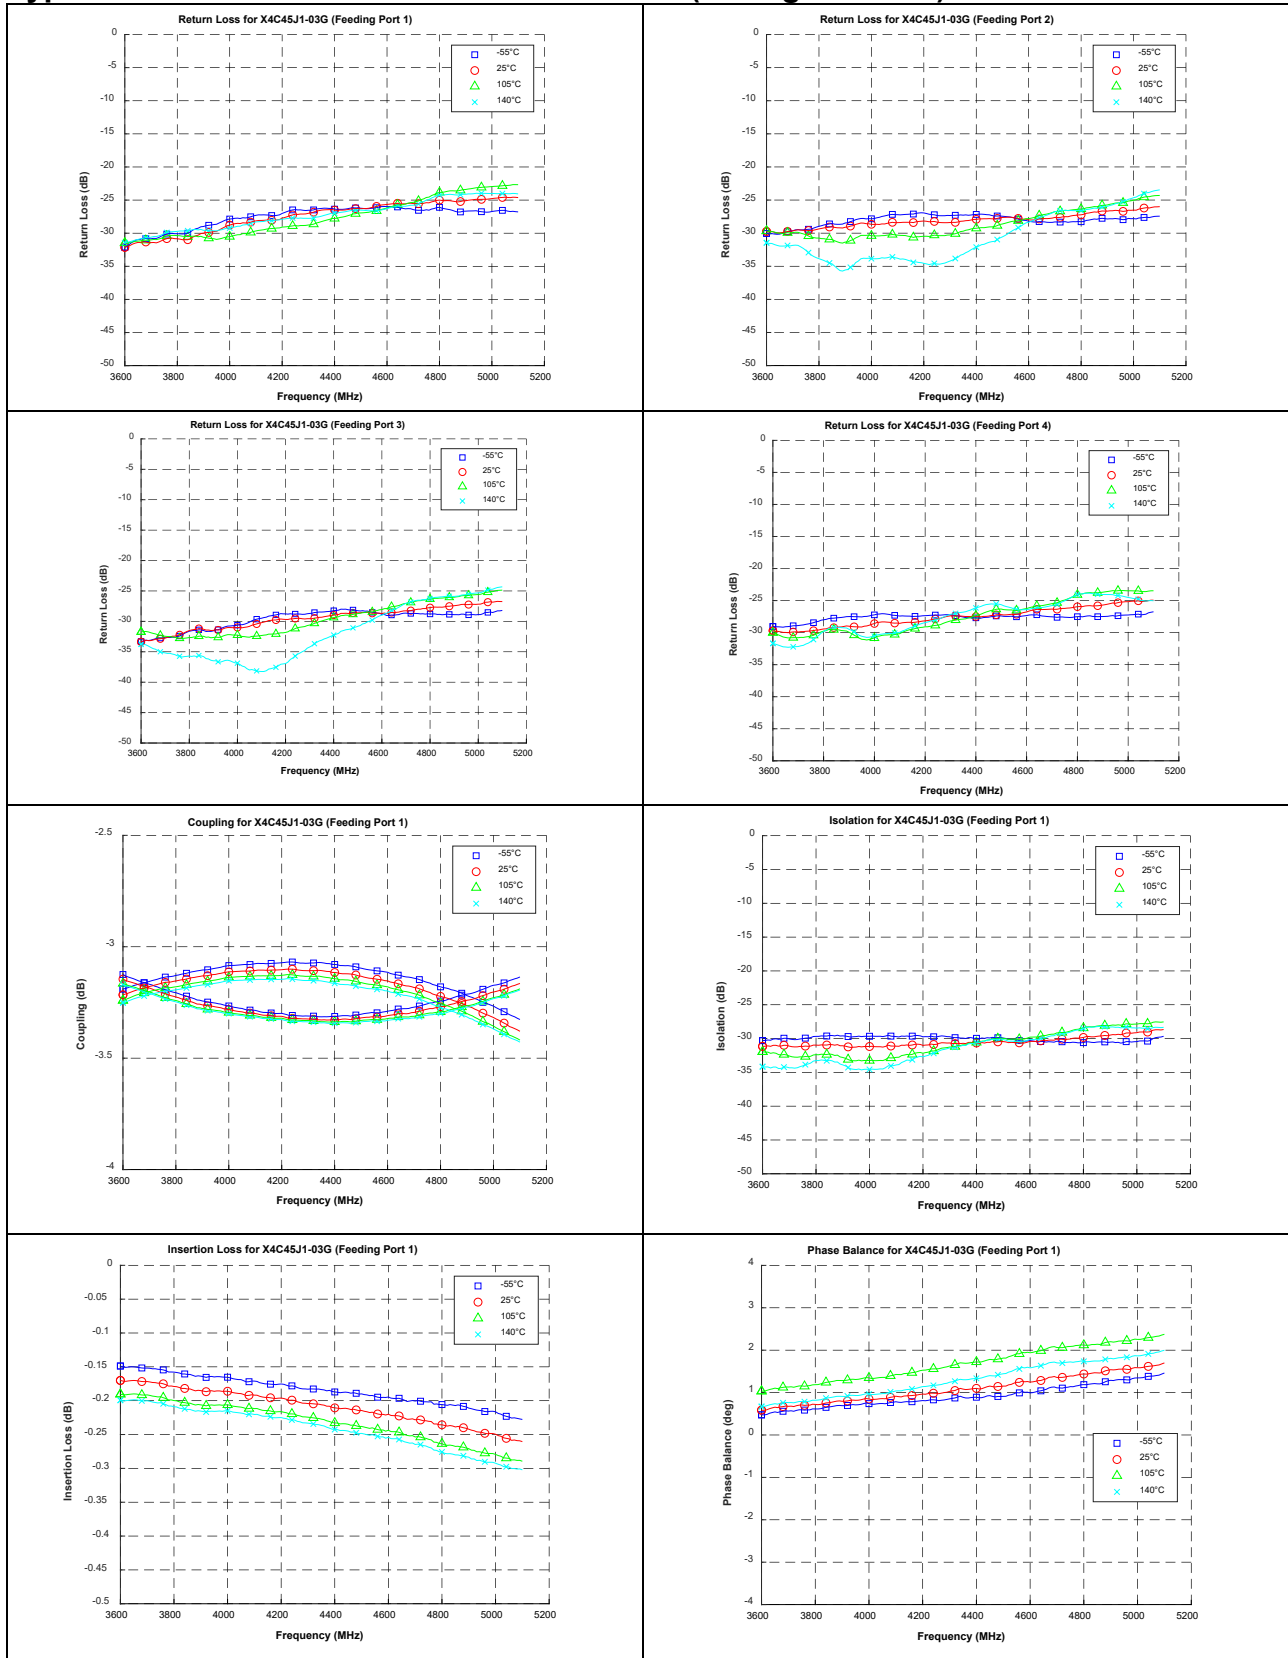 Return Loss for X4C45J1-03G (Feeding Port 1)
0
-5
-10
-15
-20
-25
-30
-35
-40
-45
-50
Return Loss (dB)
-55°C
25°C
105°C
140°C
3600 3800 4000 4200 4400 4600 4800 5000 5200
Frequency (MHz)
Return Loss for X4C45J1-03G (Feeding Port 2)
0
-5
-10
-15
-20
-25
-30
-35
-40
-45
-50
Return Loss (dB)
-55°C
25°C
105°C
140°C
3600 3800 4000 4200 4400 4600 4800 5000 5200
Frequency (MHz)
Return Loss for X4C45J1-03G (Feeding Port 3)
0
-5
-10
-15
-20
-25
-30
-35
-40
-45
-50
Return Loss (dB)
-55°C
25°C
105°C
140°C
3600 3800 4000 4200 4400 4600 4800 5000 5200
Frequency (MHz)
Return Loss for X4C45J1-03G (Feeding Port 4)
0
-5
-10
-15
-20
-25
-30
-35
-40
-45
-50
Return Loss (dB)
-55°C
25°C
105°C
140°C
3600 3800 4000 4200 4400 4600 4800 5000 5200
Frequency (MHz)
Coupling for X4C45J1-03G (Feeding Port 1)
-2.5
-3
-3.5
-4
Coupling (dB)
-55°C
25°C
105°C
140°C
3600 3800 4000 4200 4400 4600 4800 5000 5200
Frequency (MHz)
Isolation for X4C45J1-03G (Feeding Port 1)
0
-5
-10
-15
-20
-25
-30
-35
-40
-45
-50
Isolation (dB)
-55°C
25°C
105°C
140°C
3600 3800 4000 4200 4400 4600 4800 5000 5200
Frequency (MHz)
Insertion Loss for X4C45J1-03G (Feeding Port 1)
0
-0.05
-0.1
-0.15
-0.2
-0.25
-0.3
-0.35
-0.4
-0.45
-0.5
Insertion Loss (dB)
-55°C
25°C
105°C
140°C
3600 3800 4000 4200 4400 4600 4800 5000 5200
Frequency (MHz)
Phase Balance for X4C45J1-03G (Feeding Port 1)
4
3
2
1
0
-1
-2
-3
-4
Phase Balance (deg)
-55°C
25°C
105°C
140°C
3600 3800 4000 4200 4400 4600 4800 5000 5200
Frequency (MHz)